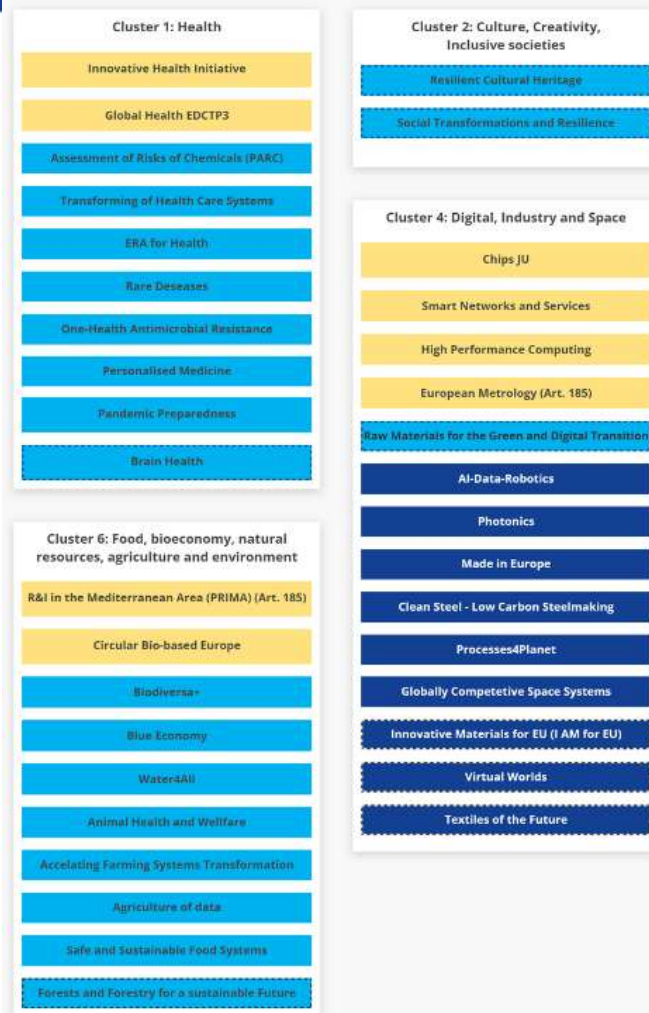 Cluster 1: Health
Innovative Health Initiative
Global Health EDCTP3
Assessment of Risks of Chemicals (PARC)
Transforming of Health Care Systems
ERA for Health
Rare Deseases
One-Health Antimicrobial Resistance
Personalised Medicine
Pandemic Preparedness
Brain Health
Cluster 2: Culture, Creativity,
Inclusive societies
Resilient Cultural Heritage
Social Transformations and Resilience
Cluster 4: Digital, Industry and Space
Chips JU
Smart Networks and Services
High Performance Computing
European Metrology (Art. 185)
Raw Materials for the Green and Digital Transition
AI-Data-Robotics
Photonics
Made in Europe
Clean Steel - Low Carbon Steelmaking
Processes4Planet
Globally Competetive Space Systems
Innovative Materials for EU (I AM for EU)
Virtual Worlds
Textiles of the Future
Cluster 6: Food, bioeconomy, natural
resources, agriculture and environment
R&I in the Mediterranean Area (PRIMA) (Art. 185)
Circular Bio-based Europe
Biodiversa+
Blue Economy
Water4All
Animal Health and Wellfare
Accelating Farming Systems Transformation
Agriculture of data
Safe and Sustainable Food Systems
Forests and Forestry for a sustainable Future